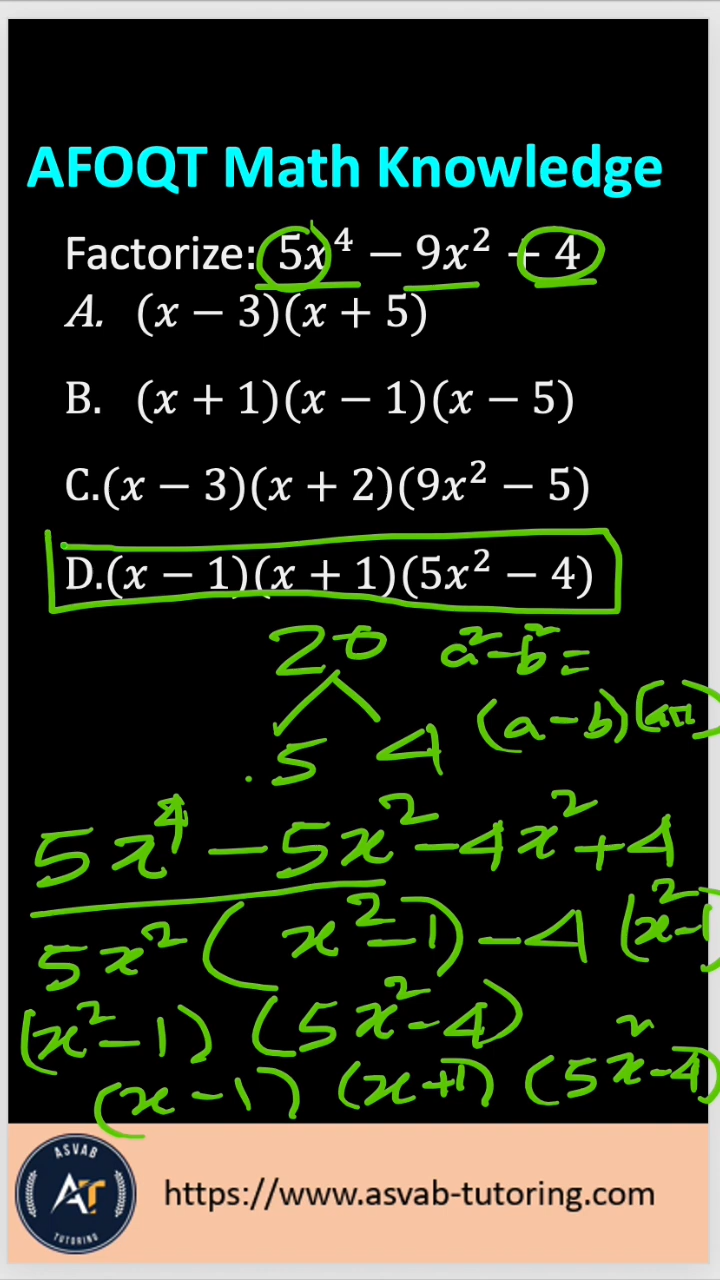 AFOQT Math Knowledge
Factorize: 5x⁴ − 9x² + 4
A. (x − 3)(x + 5)
B. (x + 1)(x − 1)(x − 5)
C.(x − 3)(x + 2)(9x² − 5)
D.(x − 1)(x + 1)(5x² − 4)
20 a²−b²=
5 4 (a−b)
5x⁴ −5x²−4x²+4
5x² (x²−1) −4 (x²−1
(x²−1) (5x²−4)
(x−1) (x+1) (5x²−4)
ASVAB
AT
TUTORING
https://www.asvab-tutoring.com